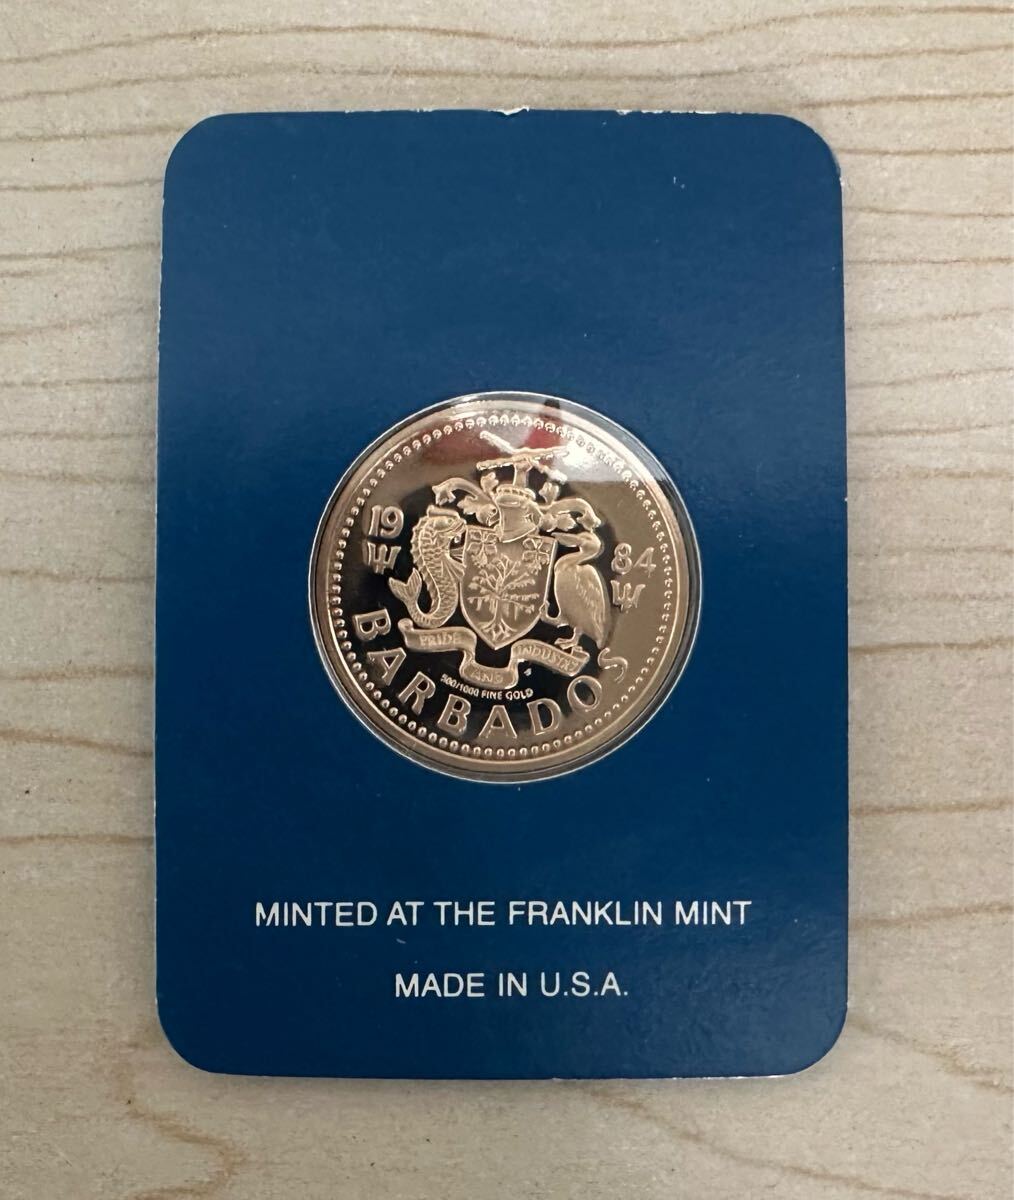 19 84
PRIDE AND INDUSTRY
500/1000 FINE GOLD
BARBADOS
MINTED AT THE FRANKLIN MINT
MADE IN U.S.A.